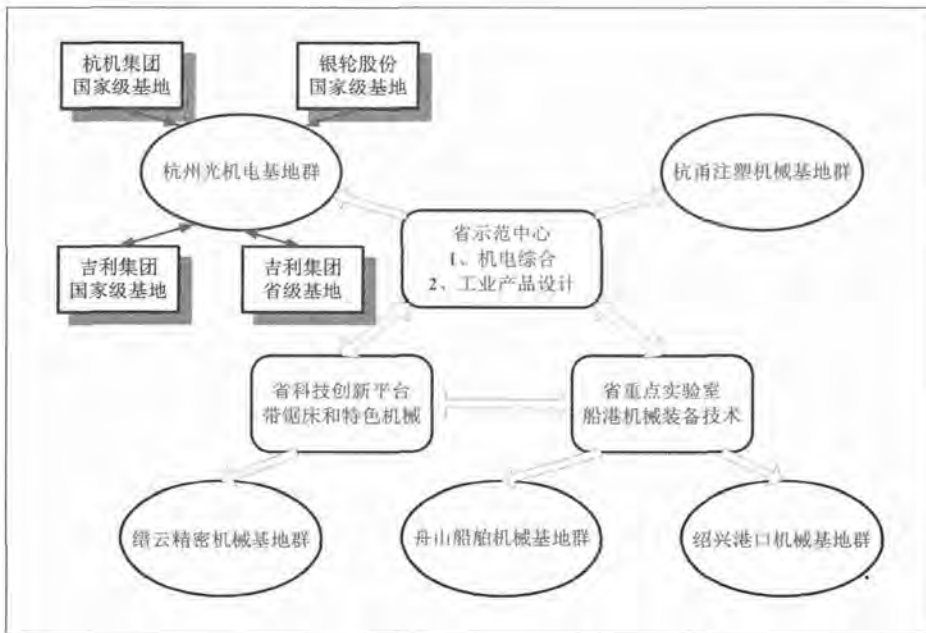 杭机集团
国家级基地
银轮股份
国家级基地
杭州光机电基地群
杭甬注塑机械基地群
吉利集团
国家级基地
吉利集团
省级基地
省示范中心
1、机电综合
2、工业产品设计
省科技创新平台
带锯床和特色机械
省重点实验室
船港机械装备技术
缙云精密机械基地群
舟山船舶机械基地群
绍兴港口机械基地群